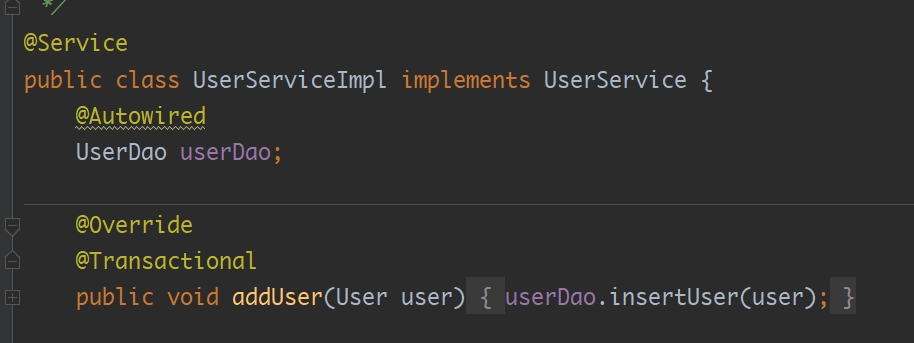 */
@Service
public class UserServiceImpl implements UserService {
@Autowired
UserDao userDao;
@Override
@Transactional
public void addUser(User user) { userDao.insertUser(user); }